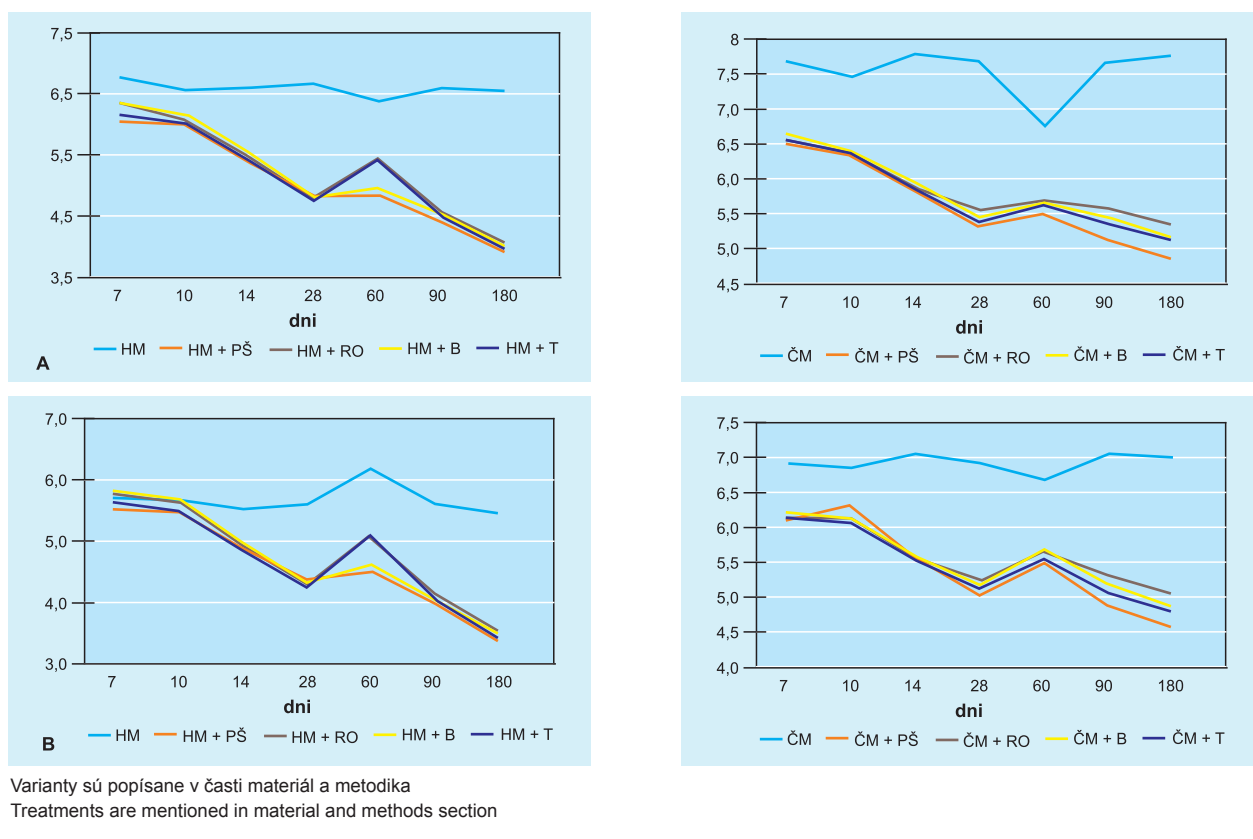 7,5
6,5
5,5
4,5
3,5
7 10 14 28 60 90 180
dni
HM HM + PŠ HM + RO HM + B HM + T
A
8
7,5
7,0
6,5
6,0
5,5
5,0
4,5
7 10 14 28 60 90 180
dni
ČM ČM + PŠ ČM + RO ČM + B ČM + T
7,0
6,0
5,0
4,0
3,0
7 10 14 28 60 90 180
dni
HM HM + PŠ HM + RO HM + B HM + T
B
7,5
7,0
6,5
6,0
5,5
5,0
4,5
4,0
7 10 14 28 60 90 180
dni
ČM ČM + PŠ ČM + RO ČM + B ČM + T
Varianty sú popísane v časti materiál a metodika
Treatments are mentioned in material and methods section